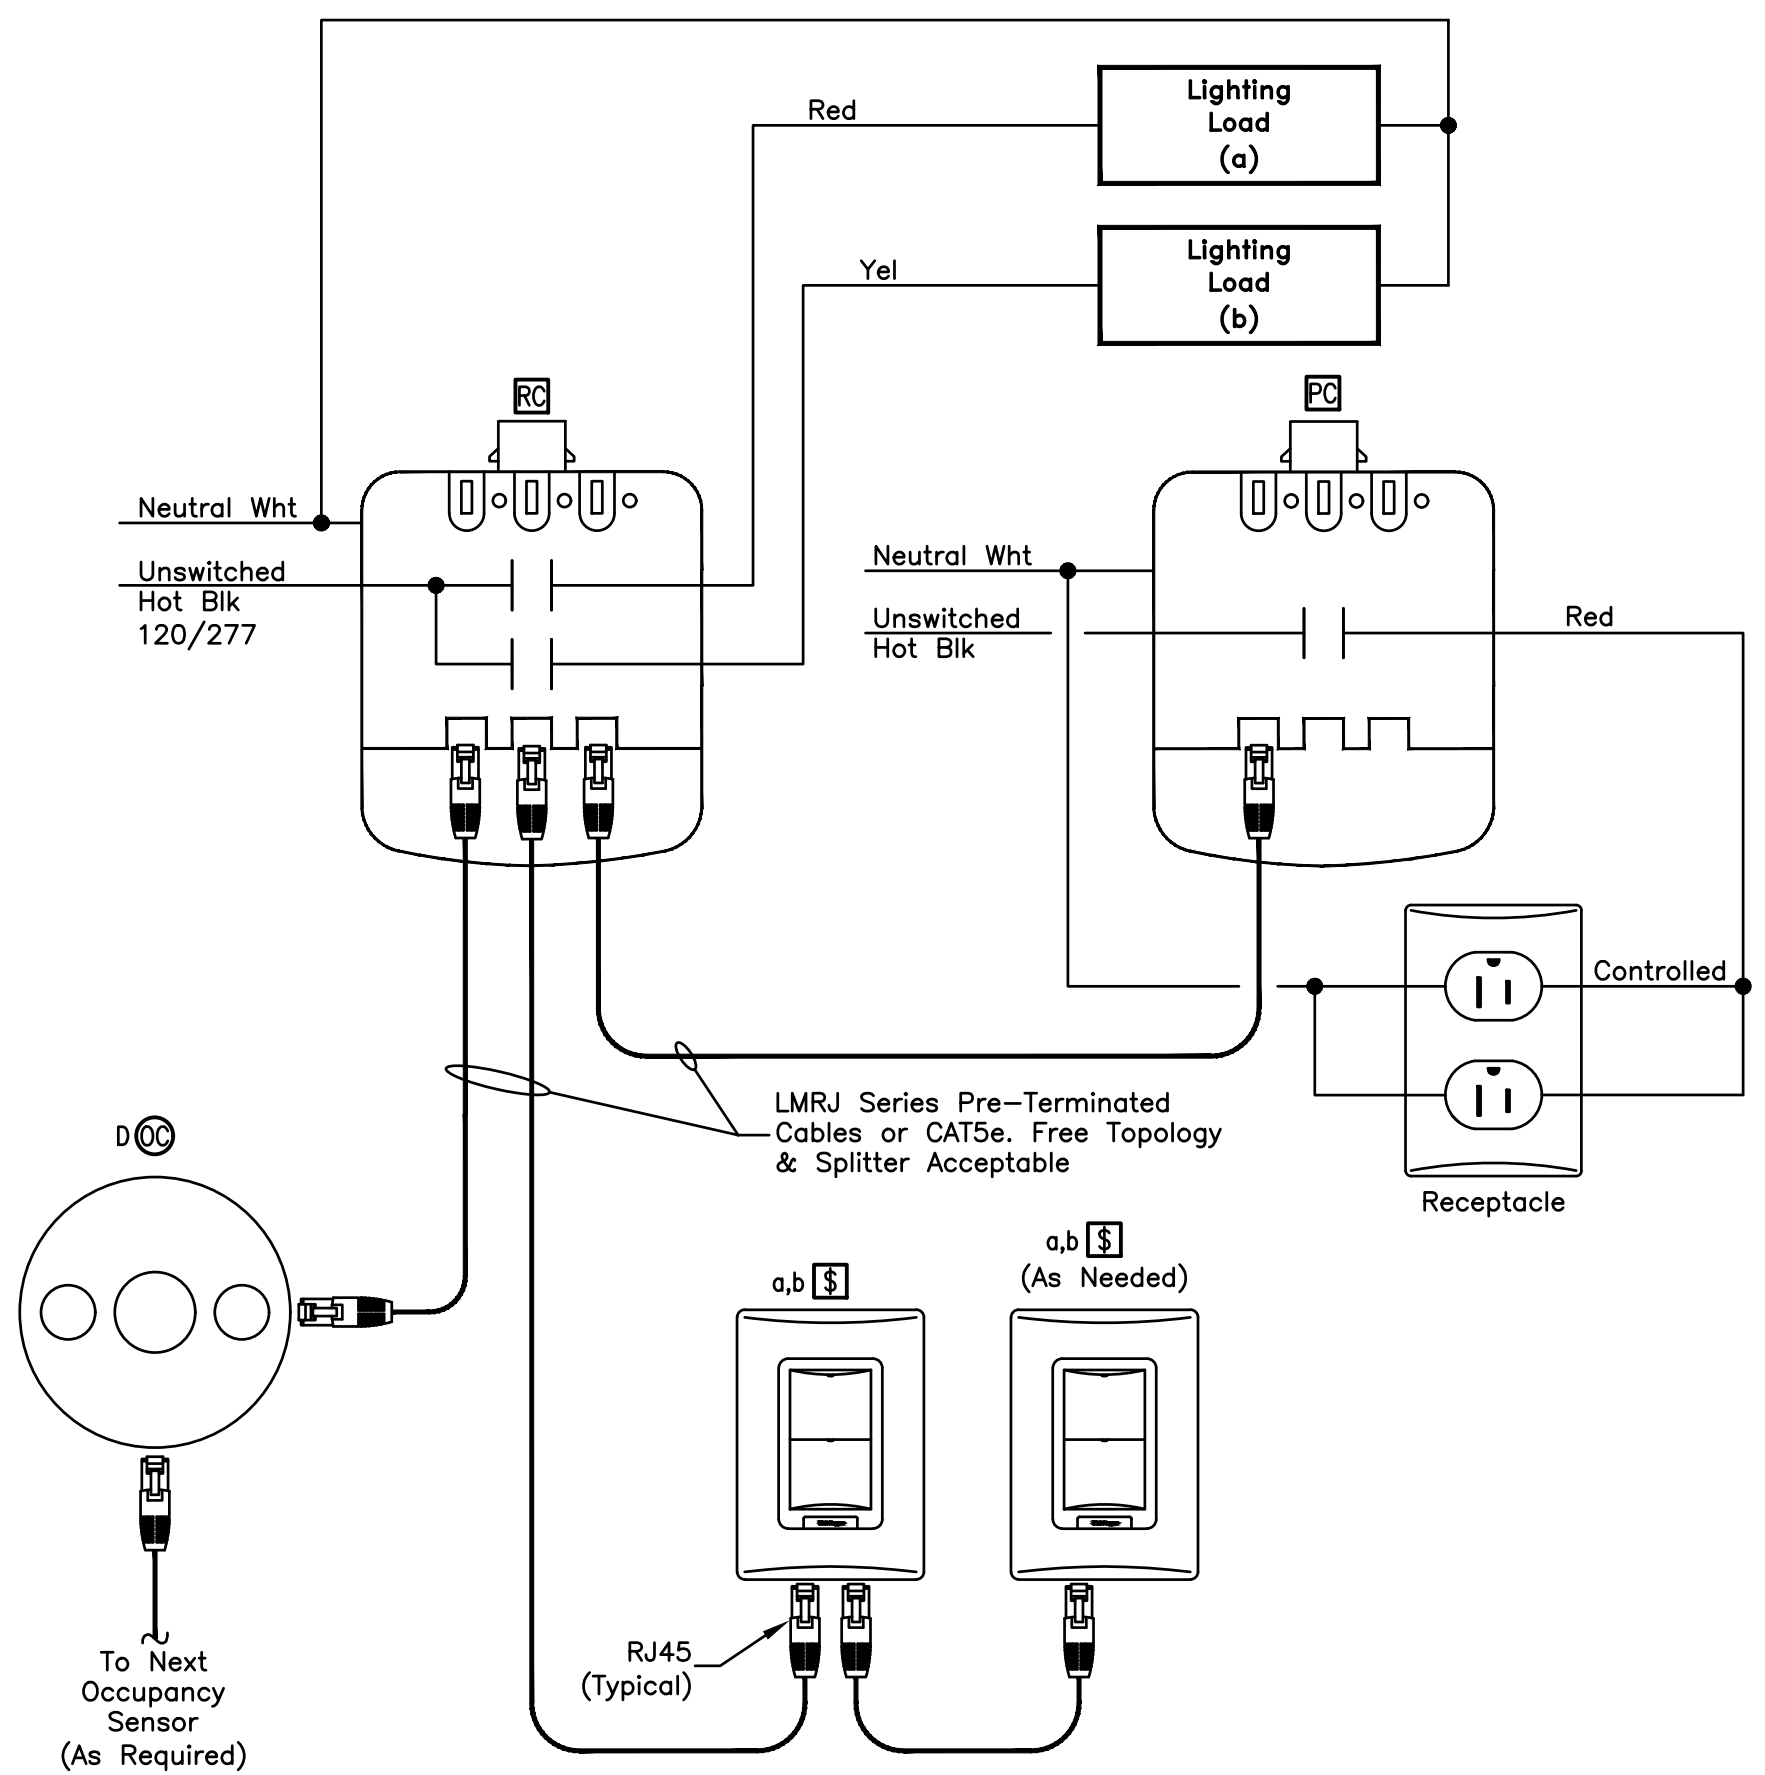 Red
Lighting
Load
(a)
Yel
Lighting
Load
(b)
RC
PC
Neutral Wht
Unswitched
Hot Blk
120/277
Neutral Wht
Unswitched
Hot Blk
Red
Controlled
Receptacle
LMRJ Series Pre-Terminated
Cables or CAT5e. Free Topology
& Splitter Acceptable
D OC
a,b $
a,b $
(As Needed)
RJ45
(Typical)
To Next
Occupancy
Sensor
(As Required)